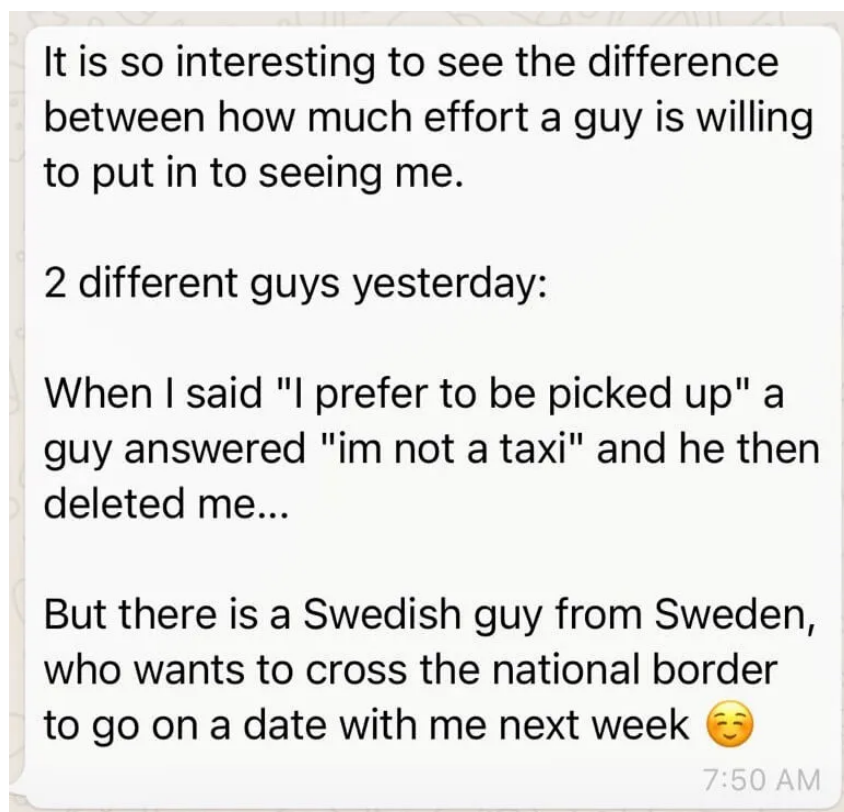 It is so interesting to see the difference
between how much effort a guy is willing
to put in to seeing me.
2 different guys yesterday:
When I said "I prefer to be picked up" a
guy answered "im not a taxi" and he then
deleted me...
But there is a Swedish guy from Sweden,
who wants to cross the national border
to go on a date with me next week ☺️
7:50 AM